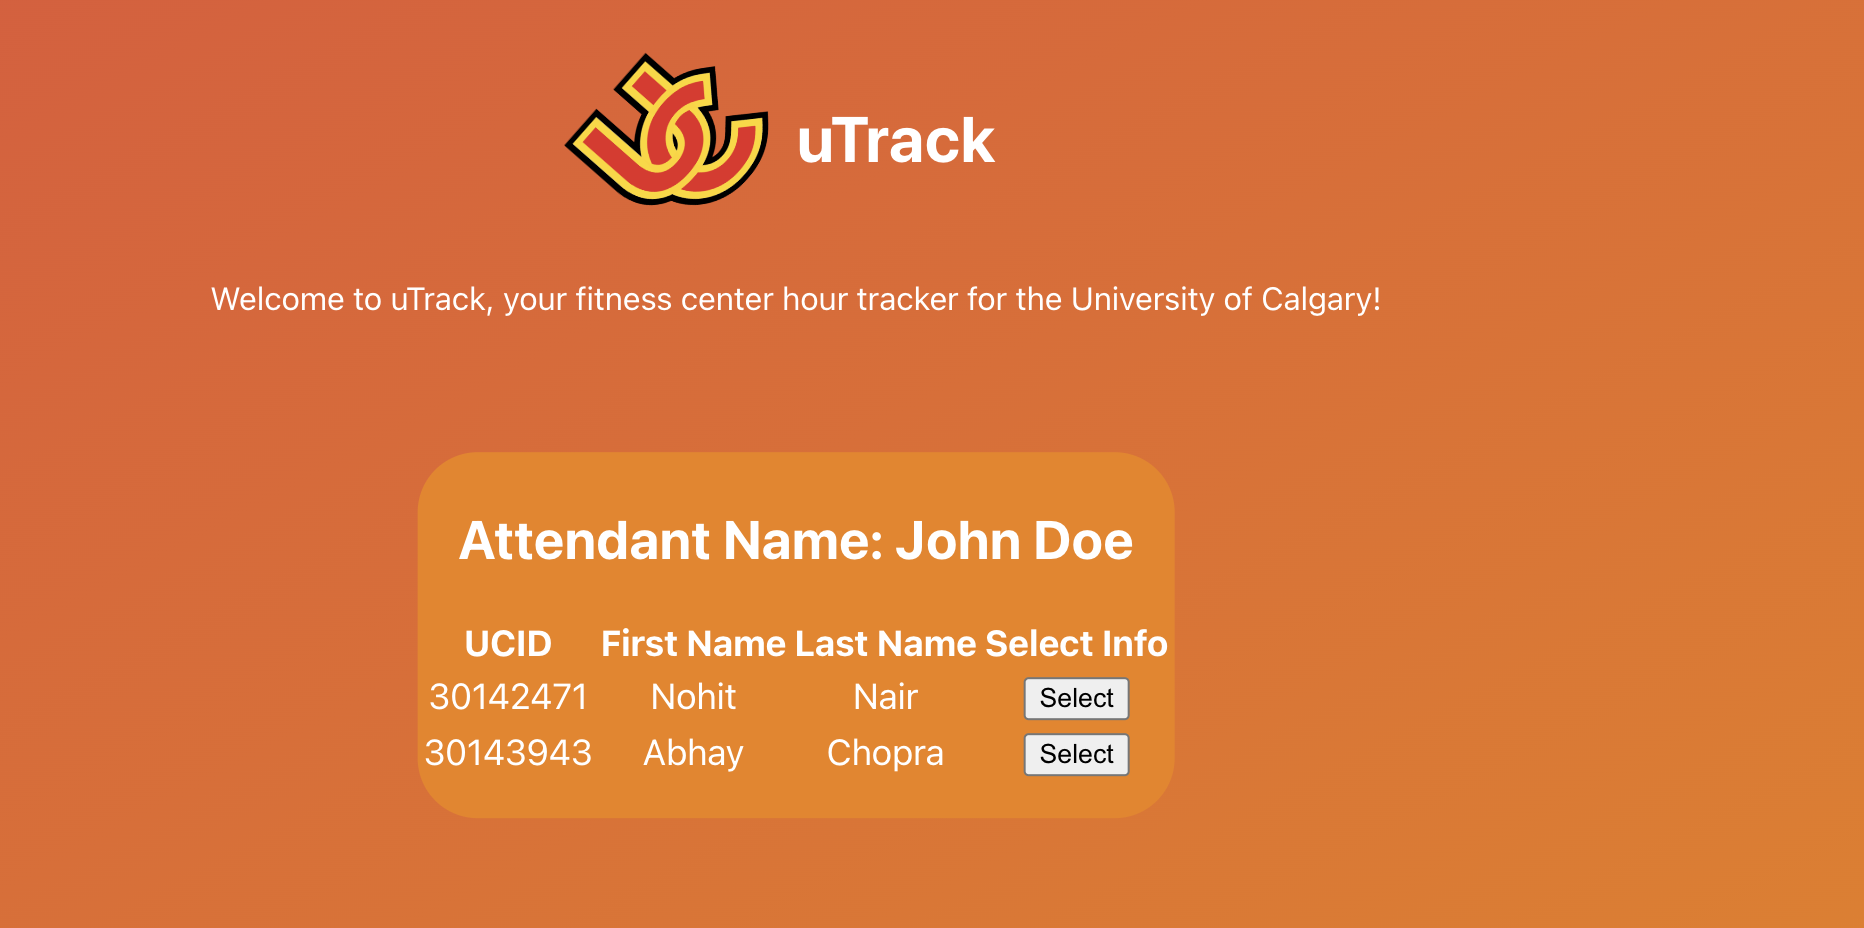 uTrack
Welcome to uTrack, your fitness center hour tracker for the University of Calgary!
Attendant Name: John Doe
UCID First Name Last Name Select Info
30142471 Nohit Nair Select
30143943 Abhay Chopra Select